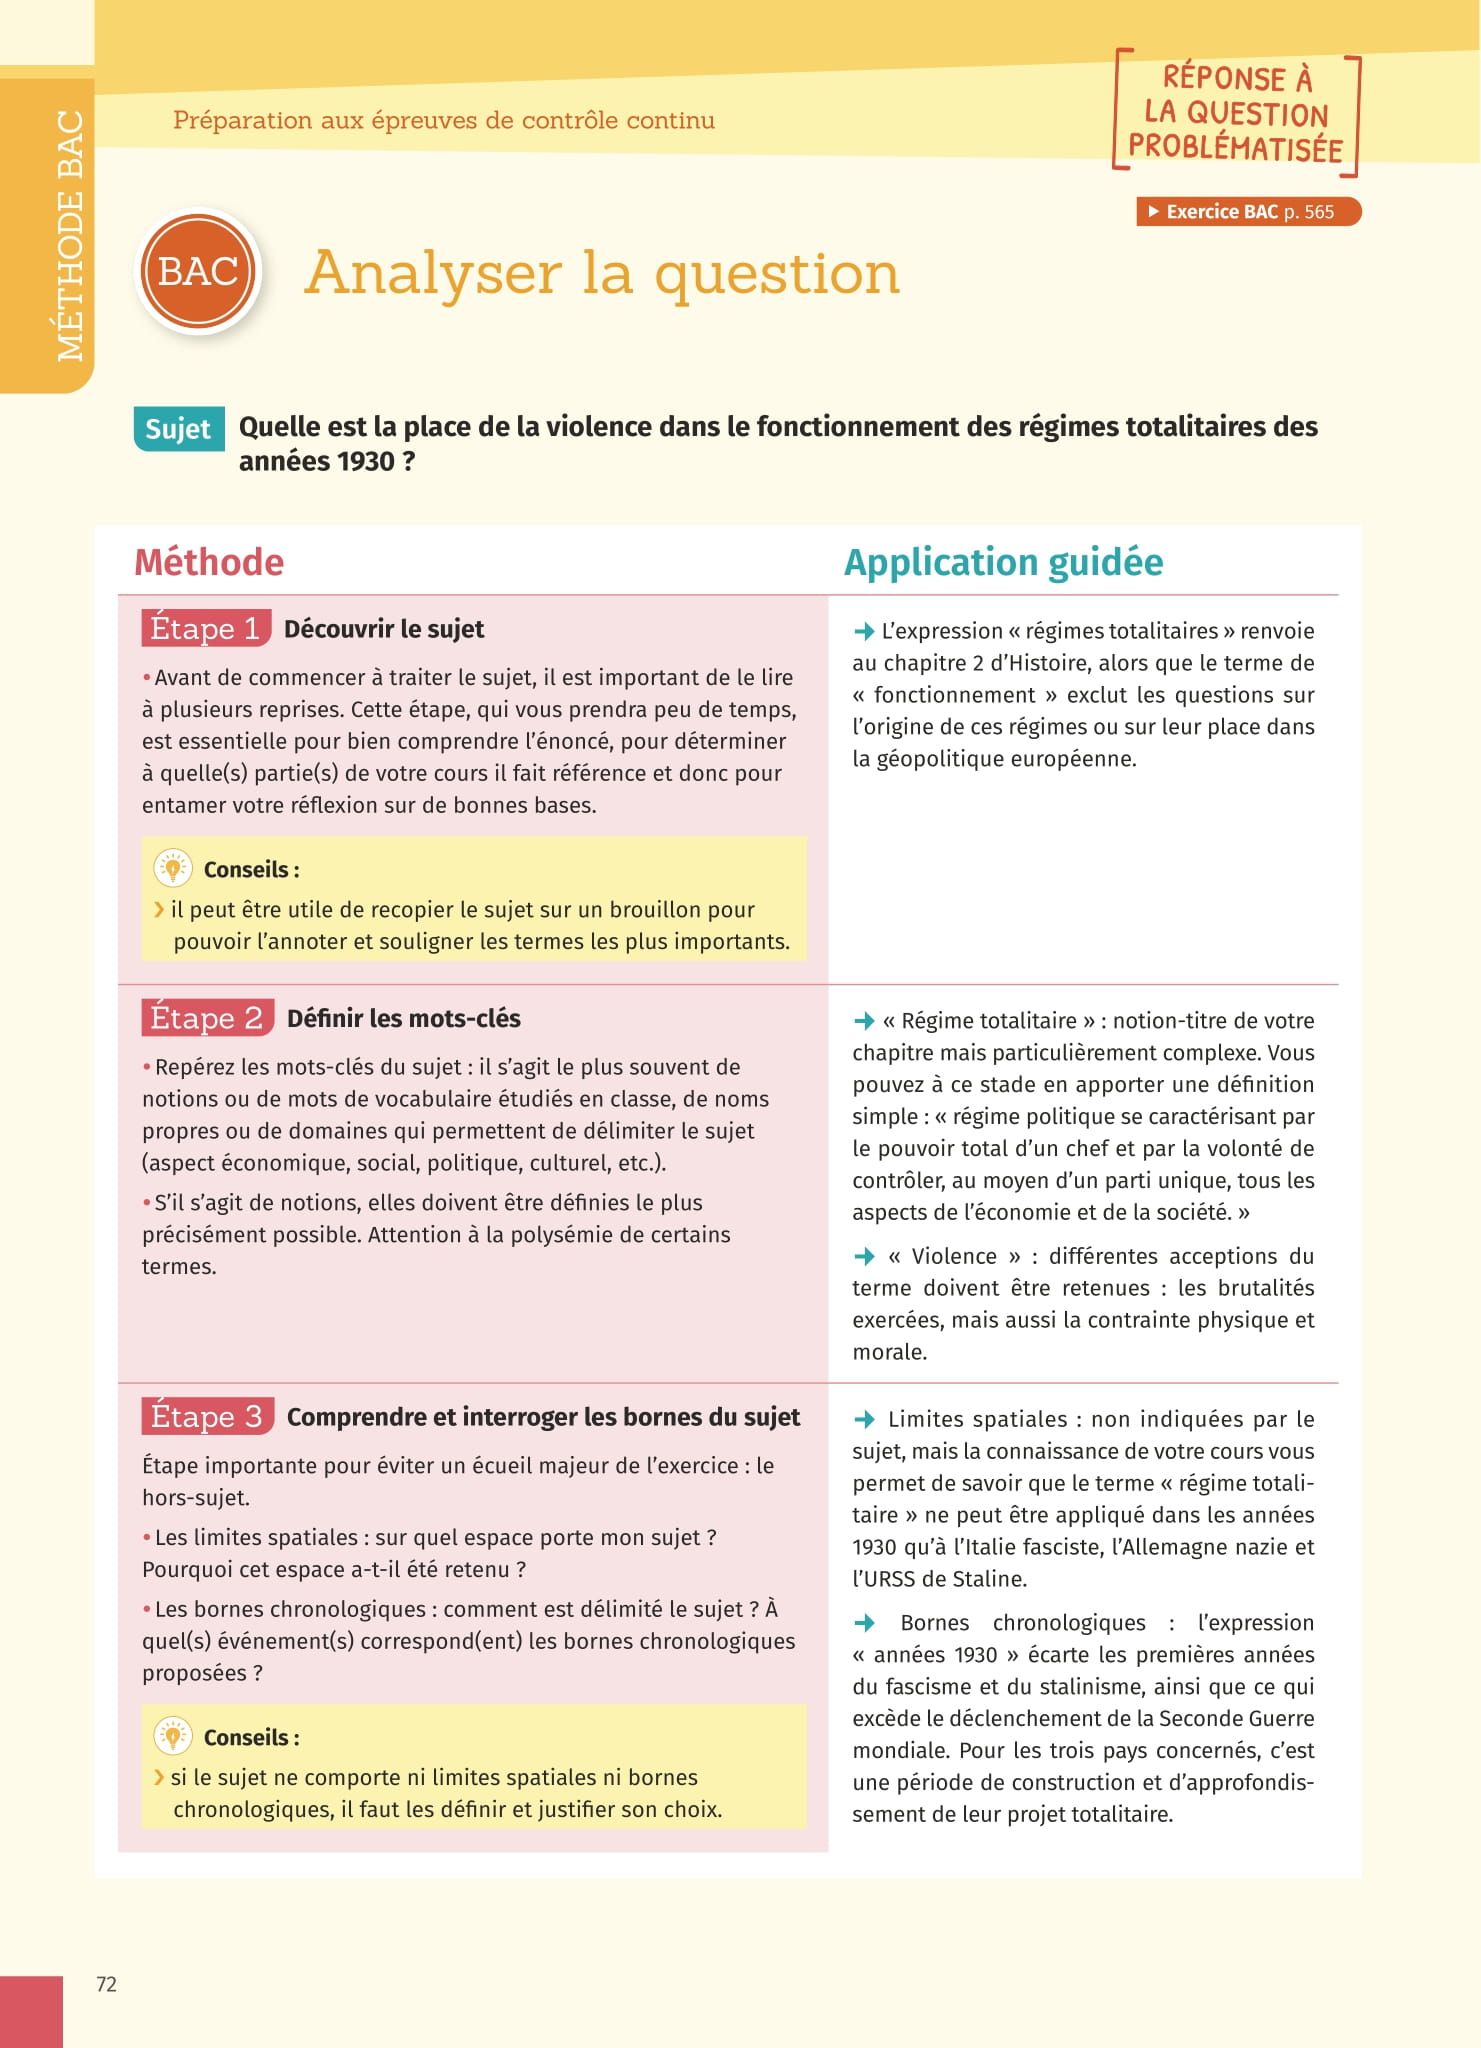 MÉTHODE BAC
Préparation aux épreuves de contrôle continu
RÉPONSE À
LA QUESTION
PROBLÉMATISÉE
Exercice BAC p. 565
BAC
Analyser la question
Sujet
Quelle est la place de la violence dans le fonctionnement des régimes totalitaires des
années 1930 ?
Méthode
Étape 1 Découvrir le sujet
• Avant de commencer à traiter le sujet, il est important de le lire
à plusieurs reprises. Cette étape, qui vous prendra peu de temps,
est essentielle pour bien comprendre l’énoncé, pour déterminer
à quelle(s) partie(s) de votre cours il fait référence et donc pour
entamer votre réflexion sur de bonnes bases.
Conseils :
› il peut être utile de recopier le sujet sur un brouillon pour
pouvoir l’annoter et souligner les termes les plus importants.
Application guidée
➔ L’expression « régimes totalitaires » renvoie
au chapitre 2 d’Histoire, alors que le terme de
« fonctionnement » exclut les questions sur
l’origine de ces régimes ou sur leur place dans
la géopolitique européenne.
Étape 2 Définir les mots-clés
• Repérez les mots-clés du sujet : il s’agit le plus souvent de
notions ou de mots de vocabulaire étudiés en classe, de noms
propres ou de domaines qui permettent de délimiter le sujet
(aspect économique, social, politique, culturel, etc.).
• S’il s’agit de notions, elles doivent être définies le plus
précisément possible. Attention à la polysémie de certains
termes.
➔ « Régime totalitaire » : notion-titre de votre
chapitre mais particulièrement complexe. Vous
pouvez à ce stade en apporter une définition
simple : « régime politique se caractérisant par
le pouvoir total d’un chef et par la volonté de
contrôler, au moyen d’un parti unique, tous les
aspects de l’économie et de la société. »
➔ « Violence » : différentes acceptions du
terme doivent être retenues : les brutalités
exercées, mais aussi la contrainte physique et
morale.
Étape 3 Comprendre et interroger les bornes du sujet
Étape importante pour éviter un écueil majeur de l’exercice : le
hors-sujet.
• Les limites spatiales : sur quel espace porte mon sujet ?
Pourquoi cet espace a-t-il été retenu ?
• Les bornes chronologiques : comment est délimité le sujet ? À
quel(s) événement(s) correspond(ent) les bornes chronologiques
proposées ?
Conseils :
› si le sujet ne comporte ni limites spatiales ni bornes
chronologiques, il faut les définir et justifier son choix.
➔ Limites spatiales : non indiquées par le
sujet, mais la connaissance de votre cours vous
permet de savoir que le terme « régime totali-
taire » ne peut être appliqué dans les années
1930 qu’à l’Italie fasciste, l’Allemagne nazie et
l’URSS de Staline.
➔ Bornes chronologiques : l’expression
« années 1930 » écarte les premières années
du fascisme et du stalinisme, ainsi que ce qui
excède le déclenchement de la Seconde Guerre
mondiale. Pour les trois pays concernés, c’est
une période de construction et d’approfondis-
sement de leur projet totalitaire.
72